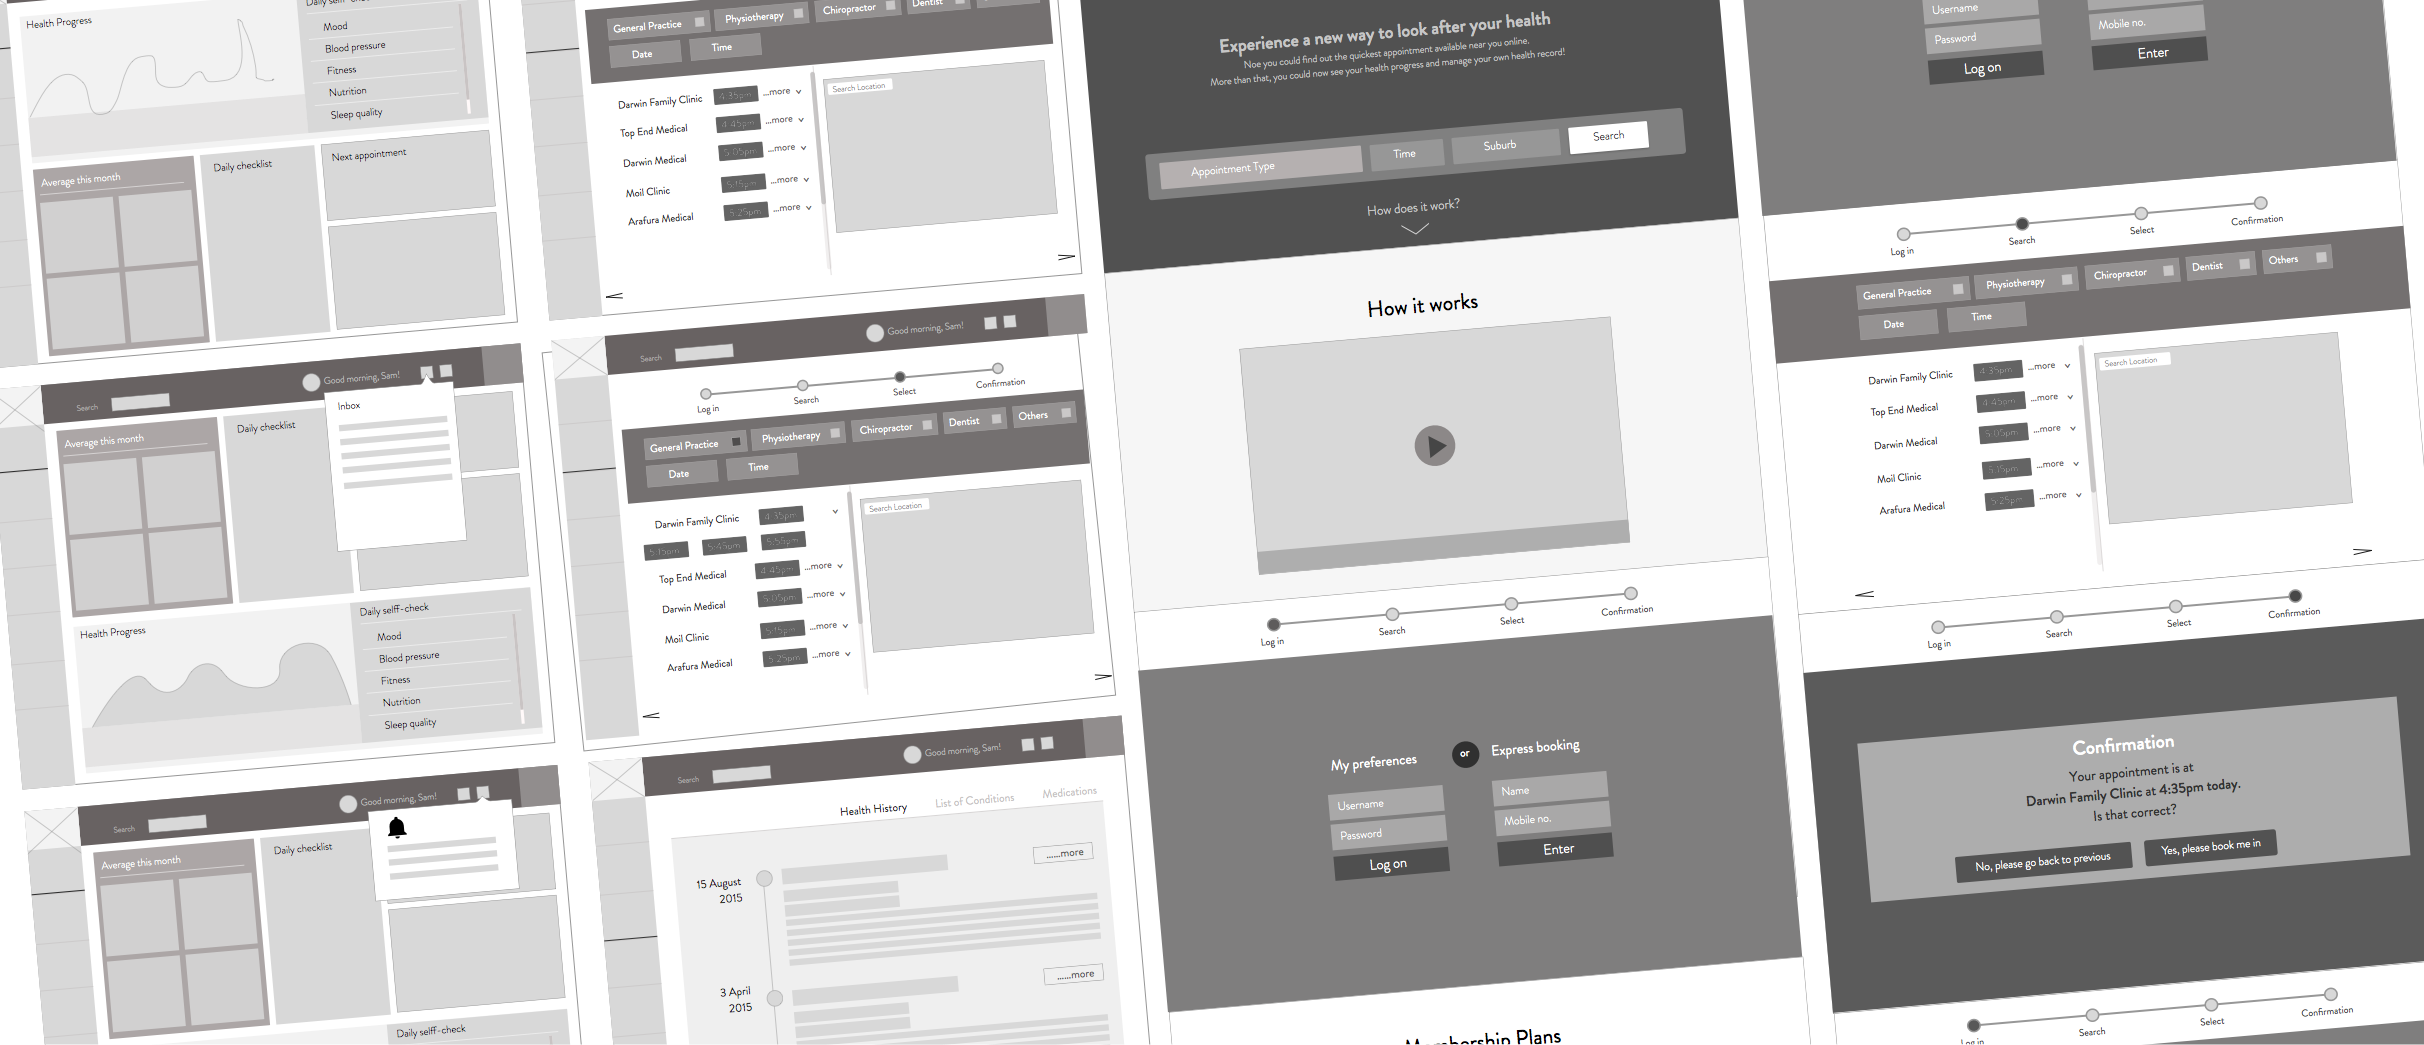 Health Progress
Daily self-check
Mood
Blood pressure
Fitness
Nutrition
Sleep quality
Average this month
Daily checklist
Next appointment
Search
Good morning, Sam!
Inbox
Average this month
Daily checklist
Health Progress
Daily selff-check
Mood
Blood pressure
Fitness
Nutrition
Sleep quality
Search
Good morning, Sam!
Average this month
Daily checklist
Daily selff-check
General Practice
Physiotherapy
Chiropractor
Dentist
Date
Time
Darwin Family Clinic 4:35pm ...more
Top End Medical 4:45pm ...more
Darwin Medical 5:05pm ...more
Moil Clinic 5:15pm ...more
Arafura Medical 5:25pm ...more
Search Location
Search
Good morning, Sam!
Log in
Search
Select
Confirmation
General Practice
Physiotherapy
Chiropractor
Dentist
Others
Date
Time
Darwin Family Clinic 4:35pm
5:15pm 5:45pm 5:55pm
Top End Medical 4:45pm ...more
Darwin Medical 5:05pm ...more
Moil Clinic 5:15pm ...more
Arafura Medical 5:25pm ...more
Search Location
Search
Good morning, Sam!
Health History
List of Conditions
Medications
15 August
2015
......more
3 April
2015
......more
Experience a new way to look after your health
Noe you could find out the quickest appointment available near you online.
More than that, you could now see your health progress and manage your own health record!
Appointment Type
Time
Suburb
Search
How does it work?
How it works
Log in
Search
Select
Confirmation
My preferences
or
Express booking
Username
Password
Log on
Name
Mobile no.
Enter
Membership Plans
Username
Password
Log on
Mobile no.
Enter
Log in
Search
Select
Confirmation
General Practice
Physiotherapy
Chiropractor
Dentist
Others
Date
Time
Darwin Family Clinic 4:35pm ...more
Top End Medical 4:45pm ...more
Darwin Medical 5:05pm ...more
Moil Clinic 5:15pm ...more
Arafura Medical 5:25pm ...more
Search Location
Log in
Search
Select
Confirmation
Confirmation
Your appointment is at
Darwin Family Clinic at 4:35pm today.
Is that correct?
No, please go back to previous
Yes, please book me in
Log in
Search
Select
Confirmation